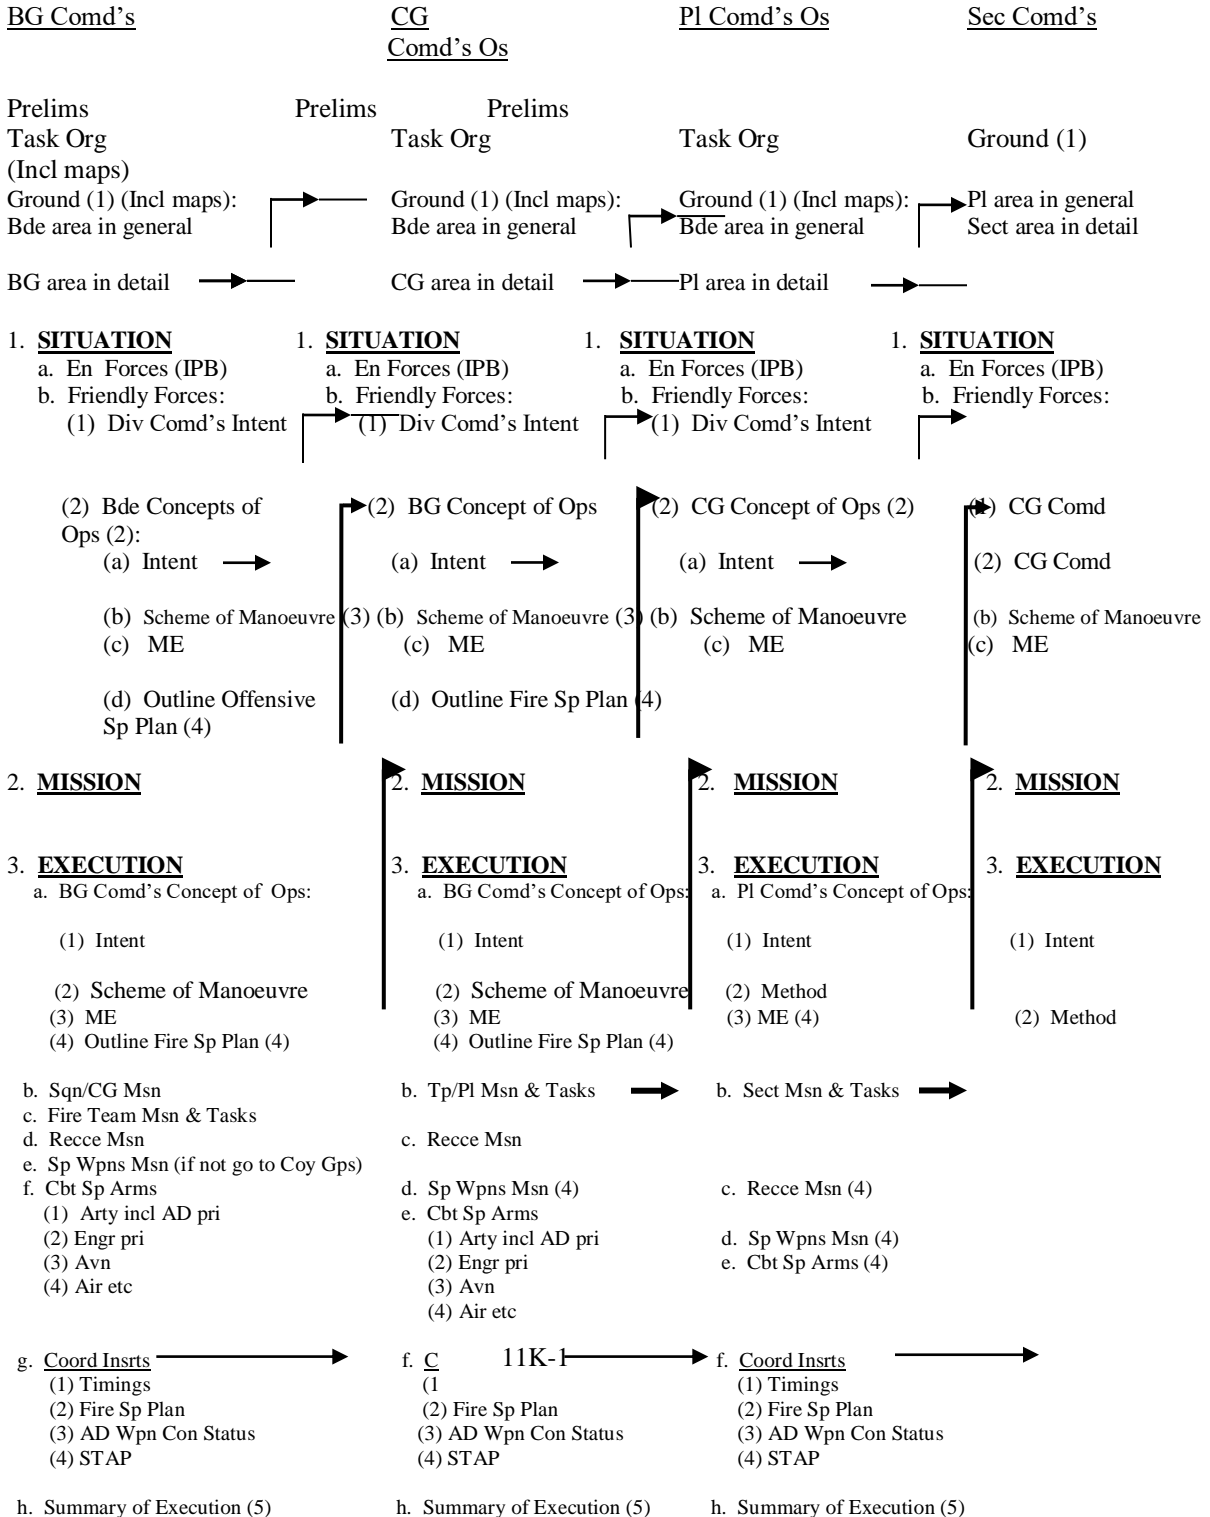 BG Comd's CG Pl Comd's Os Sec Comd's
Comd's Os
Prelims Prelims Prelims
Task Org Task Org Task Org Ground (1)
(Incl maps)
Ground (1) (Incl maps): Ground (1) (Incl maps): Ground (1) (Incl maps): Pl area in general
Bde area in general Bde area in general Bde area in general Sect area in detail
BG area in detail CG area in detail Pl area in detail
1. SITUATION 1. SITUATION 1. SITUATION 1. SITUATION
a. En Forces (IPB) a. En Forces (IPB) a. En Forces (IPB) a. En Forces (IPB)
b. Friendly Forces: b. Friendly Forces: b. Friendly Forces: b. Friendly Forces:
(1) Div Comd's Intent (1) Div Comd's Intent (1) Div Comd's Intent
(2) Bde Concepts of (2) BG Concept of Ops (2) CG Concept of Ops (2) (1) CG Comd
Ops (2):
(a) Intent (a) Intent (a) Intent (2) CG Comd
(b) Scheme of Manoeuvre (3) (b) Scheme of Manoeuvre (3) (b) Scheme of Manoeuvre (b) Scheme of Manoeuvre
(c) ME (c) ME (c) ME (c) ME
(d) Outline Offensive (d) Outline Fire Sp Plan (4)
Sp Plan (4)
2. MISSION 2. MISSION 2. MISSION 2. MISSION
3. EXECUTION 3. EXECUTION 3. EXECUTION 3. EXECUTION
a. BG Comd's Concept of Ops: a. BG Comd's Concept of Ops: a. Pl Comd's Concept of Ops:
(1) Intent (1) Intent (1) Intent (1) Intent
(2) Scheme of Manoeuvre (2) Scheme of Manoeuvre (2) Method
(3) ME (3) ME (3) ME (4) (2) Method
(4) Outline Fire Sp Plan (4) (4) Outline Fire Sp Plan (4)
b. Sqn/CG Msn b. Tp/Pl Msn & Tasks b. Sect Msn & Tasks
c. Fire Team Msn & Tasks
d. Recce Msn c. Recce Msn
e. Sp Wpns Msn (if not go to Coy Gps)
f. Cbt Sp Arms d. Sp Wpns Msn (4) c. Recce Msn (4)
(1) Arty incl AD pri e. Cbt Sp Arms
(2) Engr pri (1) Arty incl AD pri d. Sp Wpns Msn (4)
(3) Avn (2) Engr pri e. Cbt Sp Arms (4)
(4) Air etc (3) Avn
(4) Air etc
g. Coord Insrts f. C 11K-1 f. Coord Insrts
(1) Timings (1 (1) Timings
(2) Fire Sp Plan (2) Fire Sp Plan (2) Fire Sp Plan
(3) AD Wpn Con Status (3) AD Wpn Con Status (3) AD Wpn Con Status
(4) STAP (4) STAP (4) STAP
h. Summary of Execution (5) h. Summary of Execution (5) h. Summary of Execution (5)